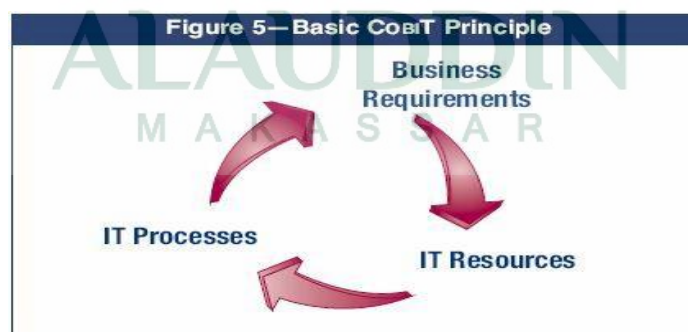 Figure 5—Basic COBIT Principle
ALAUDDIN
Business
Requirements
MAKASSAR
IT Processes
IT Resources